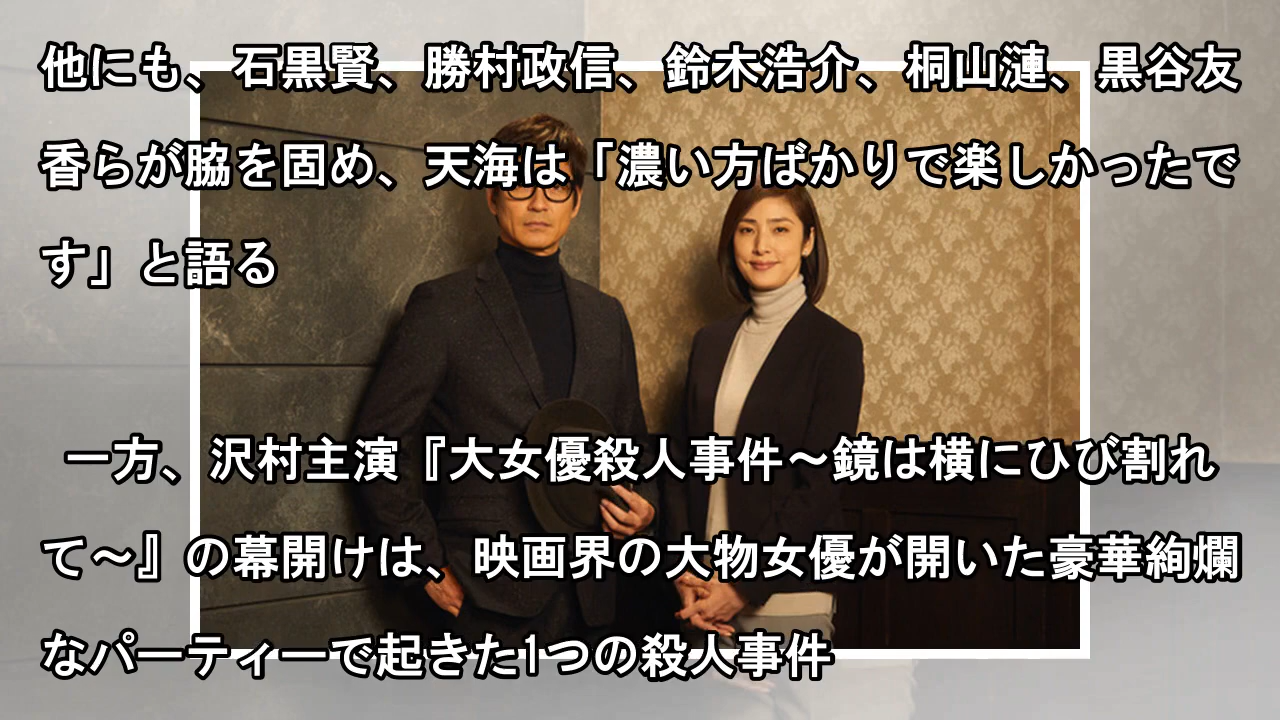 他にも、石黒賢、勝村政信、鈴木浩介、桐山漣、黒谷友
香らが脇を固め、天海は「濃い方ばかりで楽しかったで
す」と語る
一方、沢村主演『大女優殺人事件～鏡は横にひび割れ
て～』の幕開けは、映画界の大物女優が開いた豪華絢爛
なパーティーで起きた1つの殺人事件